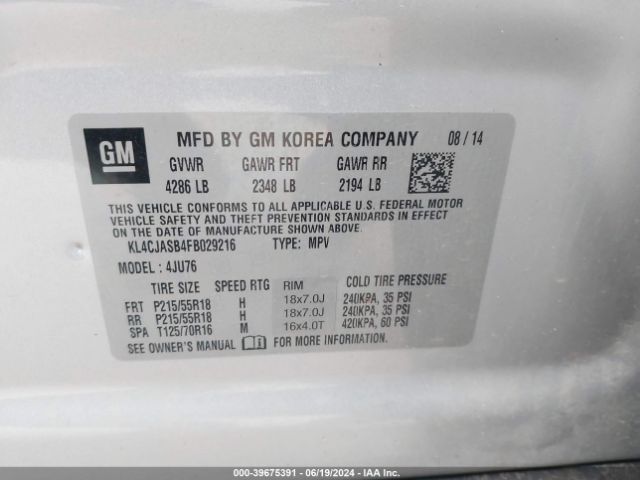 GM
MFD BY GM KOREA COMPANY 08 / 14
GVWR GAWR FRT GAWR RR
4286 LB 2348 LB 2194 LB
THIS VEHICLE CONFORMS TO ALL APPLICABLE U.S. FEDERAL MOTOR
VEHICLE SAFETY AND THEFT PREVENTION STANDARDS IN EFFECT
ON THE DATE OF MANUFACTURE SHOWN ABOVE.
KL4CJASB4FB029216 TYPE: MPV
MODEL : 4JU76
TIRE SIZE SPEED RTG RIM COLD TIRE PRESSURE
FRT P215/55R18 H 18x7.0J 240KPA, 35 PSI
RR P215/55R18 H 18x7.0J 240KPA, 35 PSI
SPA T125/70R16 M 16x4.0T 420KPA, 60 PSI
SEE OWNER'S MANUAL FOR MORE INFORMATION.
000-39675391 - 06/19/2024 - IAA Inc.